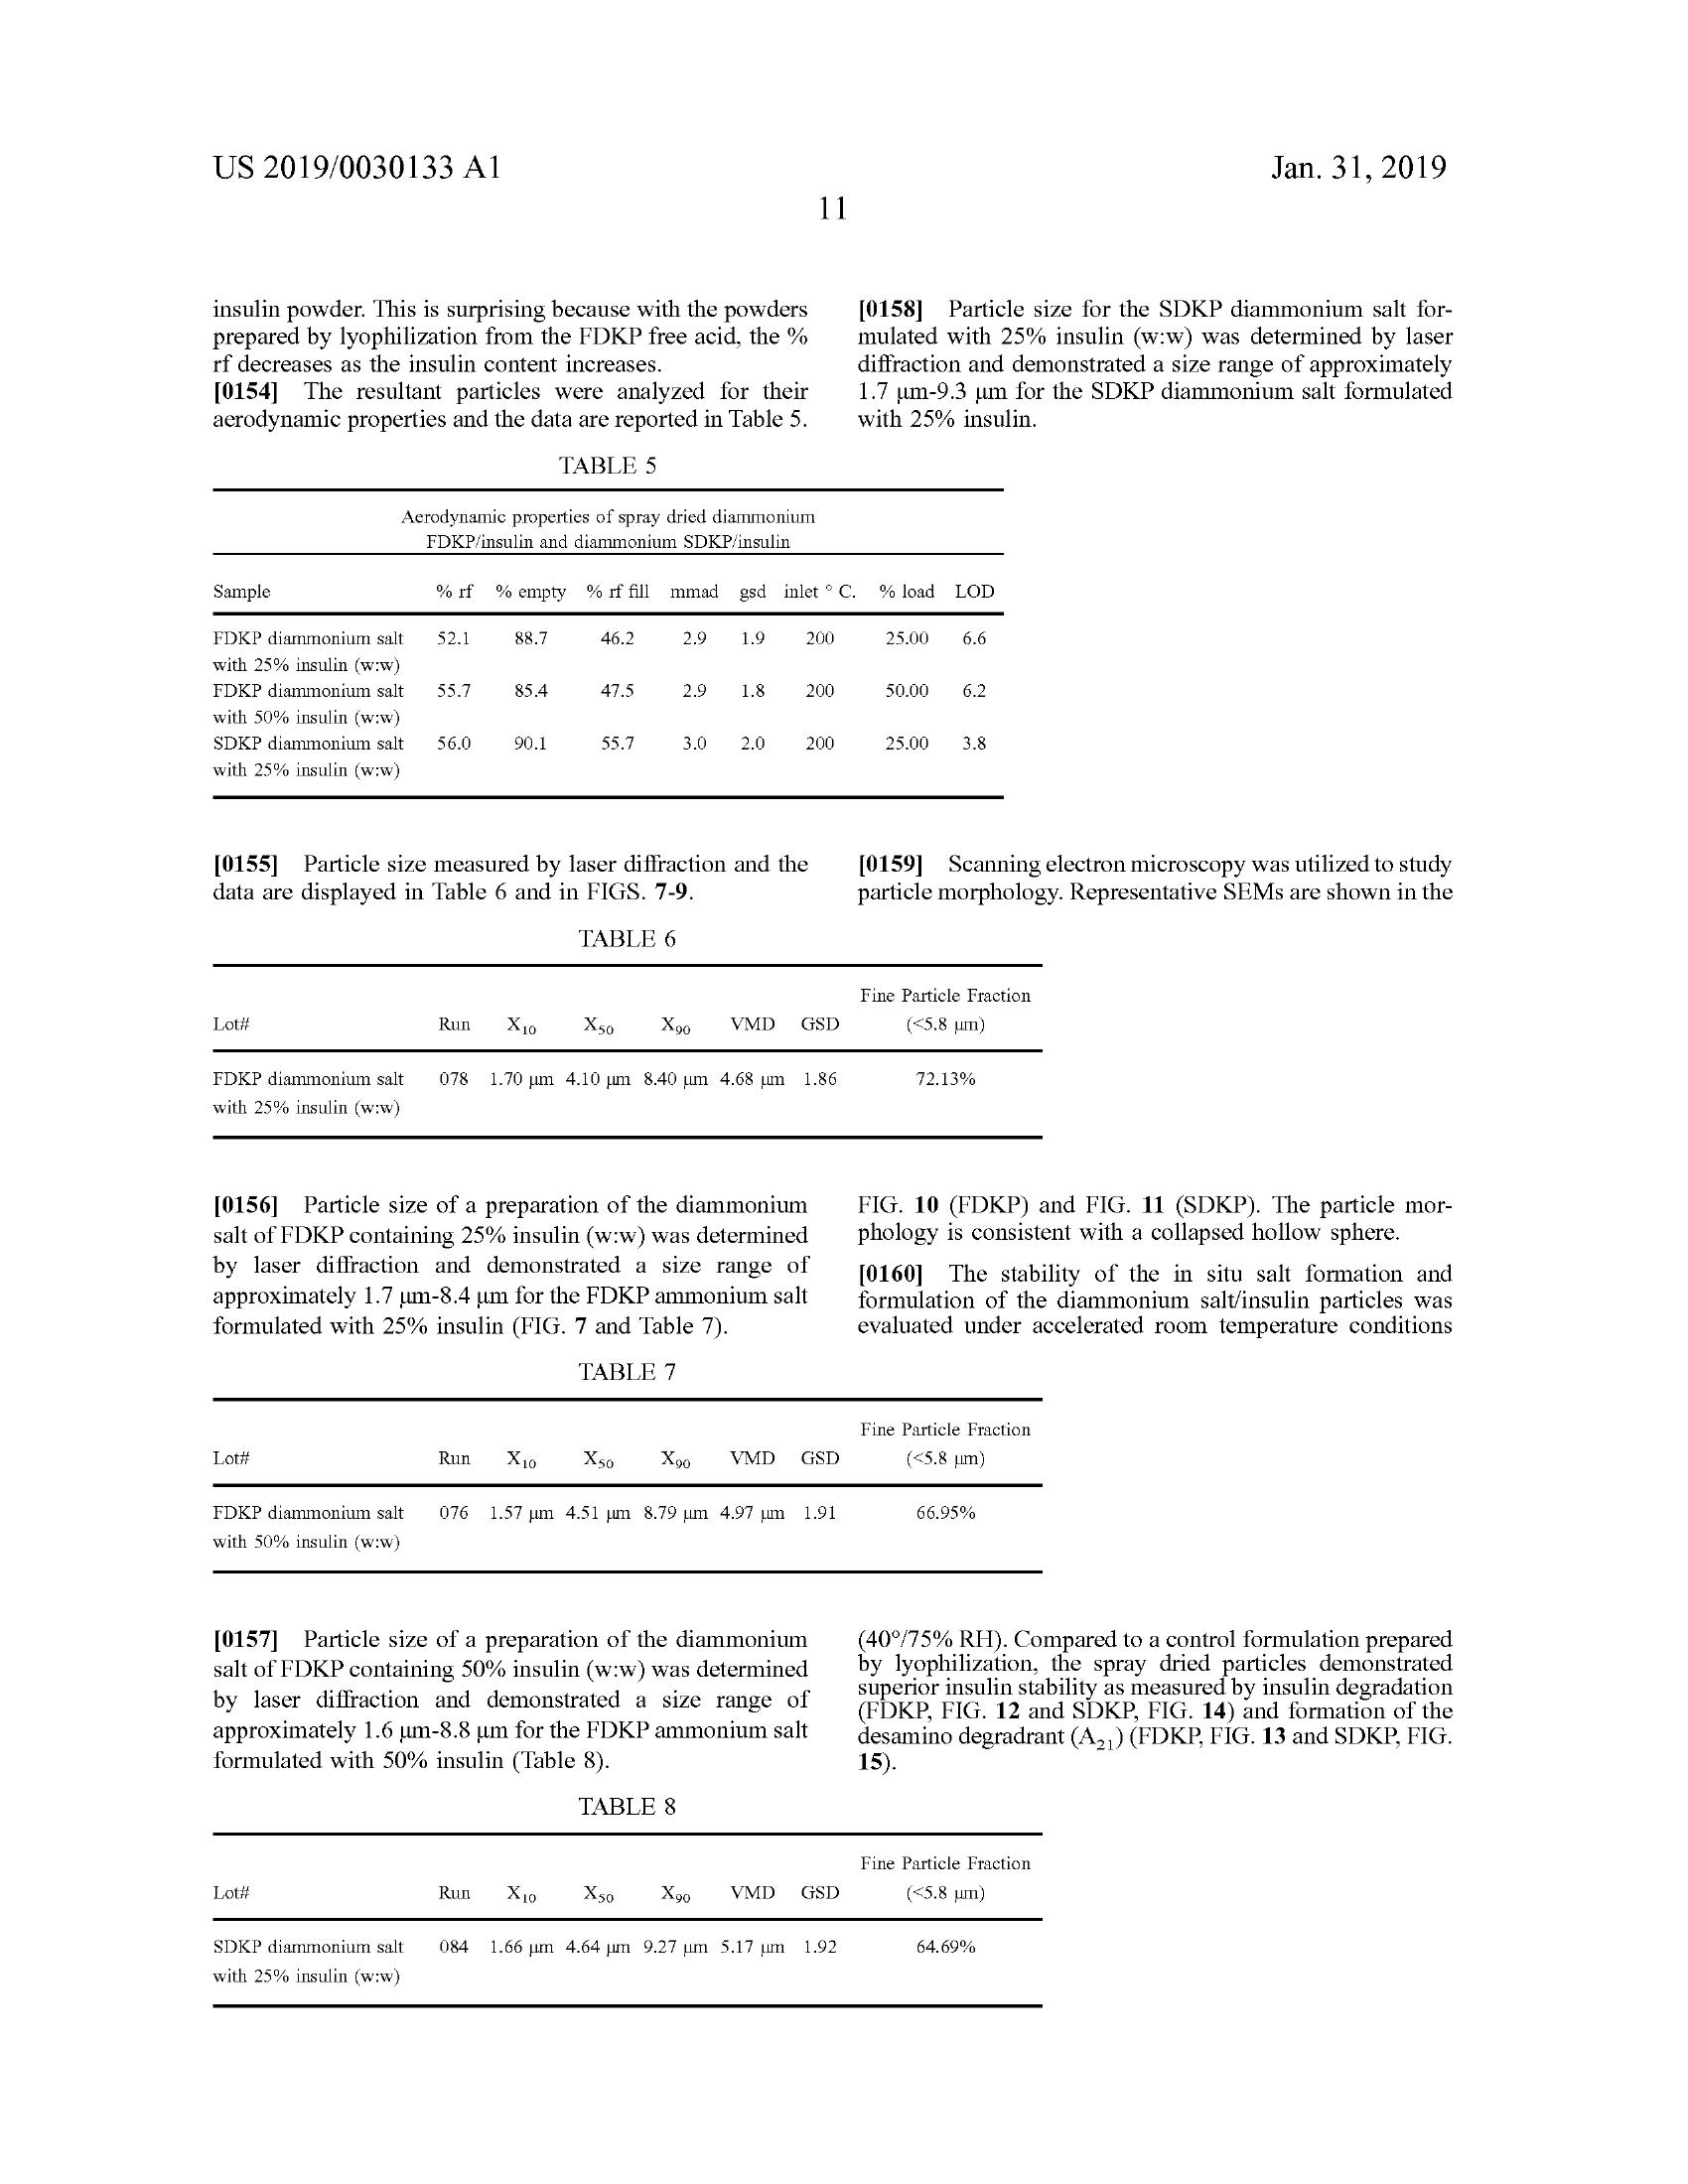 US 2019/0030133 A1
Jan. 31, 2019
11
insulin powder. This is surprising because with the powders
prepared by lyophilization from the FDKP free acid, the %
rf decreases as the insulin content increases.
[0154] The resultant particles were analyzed for their
aerodynamic properties and the data are reported in Table 5.
[0158] Particle size for the SDKP diammonium salt for-
mulated with 25% insulin (w:w) was determined by laser
diffraction and demonstrated a size range of approximately
1.7 μm-9.3 μm for the SDKP diammonium salt formulated
with 25% insulin.
TABLE 5
Aerodynamic properties of spray dried diammonium
FDKP/insulin and diammonium SDKP/insulin
Sample % rf % empty % rf fill mmad gsd inlet ° C. % load LOD
FDKP diammonium salt 52.1 88.7 46.2 2.9 1.9 200 25.00 6.6
with 25% insulin (w:w)
FDKP diammonium salt 55.7 85.4 47.5 2.9 1.8 200 50.00 6.2
with 50% insulin (w:w)
SDKP diammonium salt 56.0 90.1 55.7 3.0 2.0 200 25.00 3.8
with 25% insulin (w:w)
[0155] Particle size measured by laser diffraction and the
data are displayed in Table 6 and in FIGS. 7-9.
[0159] Scanning electron microscopy was utilized to study
particle morphology. Representative SEMs are shown in the
TABLE 6
Fine Particle Fraction
Lot# Run X10 X50 X90 VMD GSD (<5.8 μm)
FDKP diammonium salt 078 1.70 μm 4.10 μm 8.40 μm 4.68 μm 1.86 72.13%
with 25% insulin (w:w)
[0156] Particle size of a preparation of the diammonium
salt of FDKP containing 25% insulin (w:w) was determined
by laser diffraction and demonstrated a size range of
approximately 1.7 μm-8.4 μm for the FDKP ammonium salt
formulated with 25% insulin (FIG. 7 and Table 7).
FIG. 10 (FDKP) and FIG. 11 (SDKP). The particle mor-
phology is consistent with a collapsed hollow sphere.
[0160] The stability of the in situ salt formation and
formulation of the diammonium salt/insulin particles was
evaluated under accelerated room temperature conditions
TABLE 7
Fine Particle Fraction
Lot# Run X10 X50 X90 VMD GSD (<5.8 μm)
FDKP diammonium salt 076 1.57 μm 4.51 μm 8.79 μm 4.97 μm 1.91 66.95%
with 50% insulin (w:w)
[0157] Particle size of a preparation of the diammonium
salt of FDKP containing 50% insulin (w:w) was determined
by laser diffraction and demonstrated a size range of
approximately 1.6 μm-8.8 μm for the FDKP ammonium salt
formulated with 50% insulin (Table 8).
(40°/75% RH). Compared to a control formulation prepared
by lyophilization, the spray dried particles demonstrated
superior insulin stability as measured by insulin degradation
(FDKP, FIG. 12 and SDKP, FIG. 14) and formation of the
desamino degradrant (A21) (FDKP, FIG. 13 and SDKP, FIG.
15).
TABLE 8
Fine Particle Fraction
Lot# Run X10 X50 X90 VMD GSD (<5.8 μm)
SDKP diammonium salt 084 1.66 μm 4.64 μm 9.27 μm 5.17 μm 1.92 64.69%
with 25% insulin (w:w)